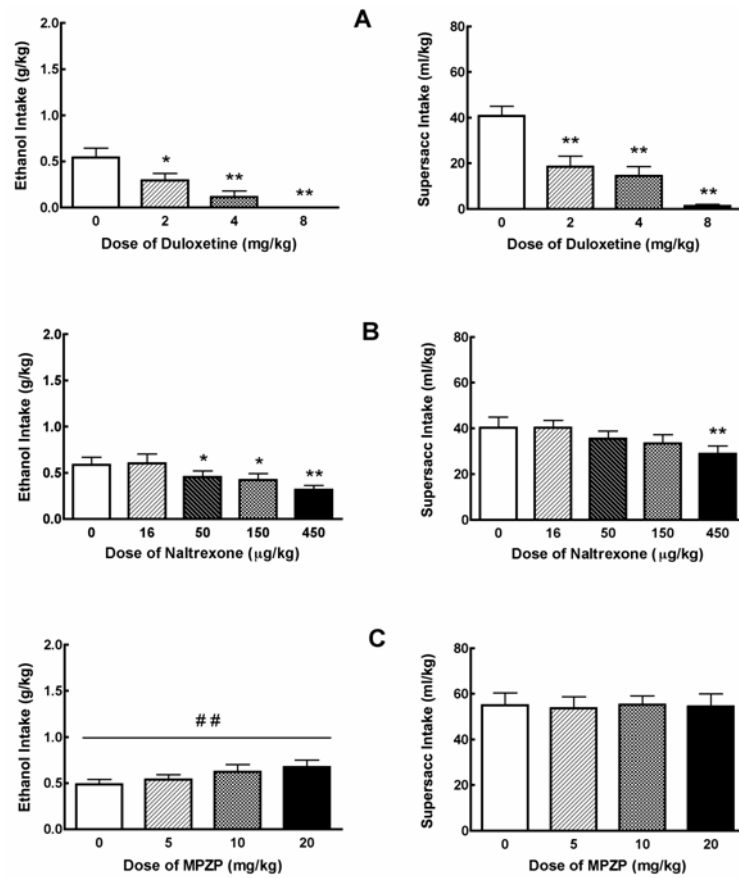 A
Ethanol Intake (g/kg)
2.0
1.5
1.0
0.5
0.0
*
**
**
0 2 4 8
Dose of Duloxetine (mg/kg)
Supersacc Intake (ml/kg)
80
60
40
20
0
**
**
**
0 2 4 8
Dose of Duloxetine (mg/kg)
B
Ethanol Intake (g/kg)
2.0
1.5
1.0
0.5
0.0
*
*
**
0 16 50 150 450
Dose of Naltrexone (μg/kg)
Supersacc Intake (ml/kg)
80
60
40
20
0
**
0 16 50 150 450
Dose of Naltrexone (μg/kg)
C
Ethanol Intake (g/kg)
2.0
1.5
1.0
0.5
0.0
##
0 5 10 20
Dose of MPZP (mg/kg)
Supersacc Intake (ml/kg)
80
60
40
20
0
0 5 10 20
Dose of MPZP (mg/kg)